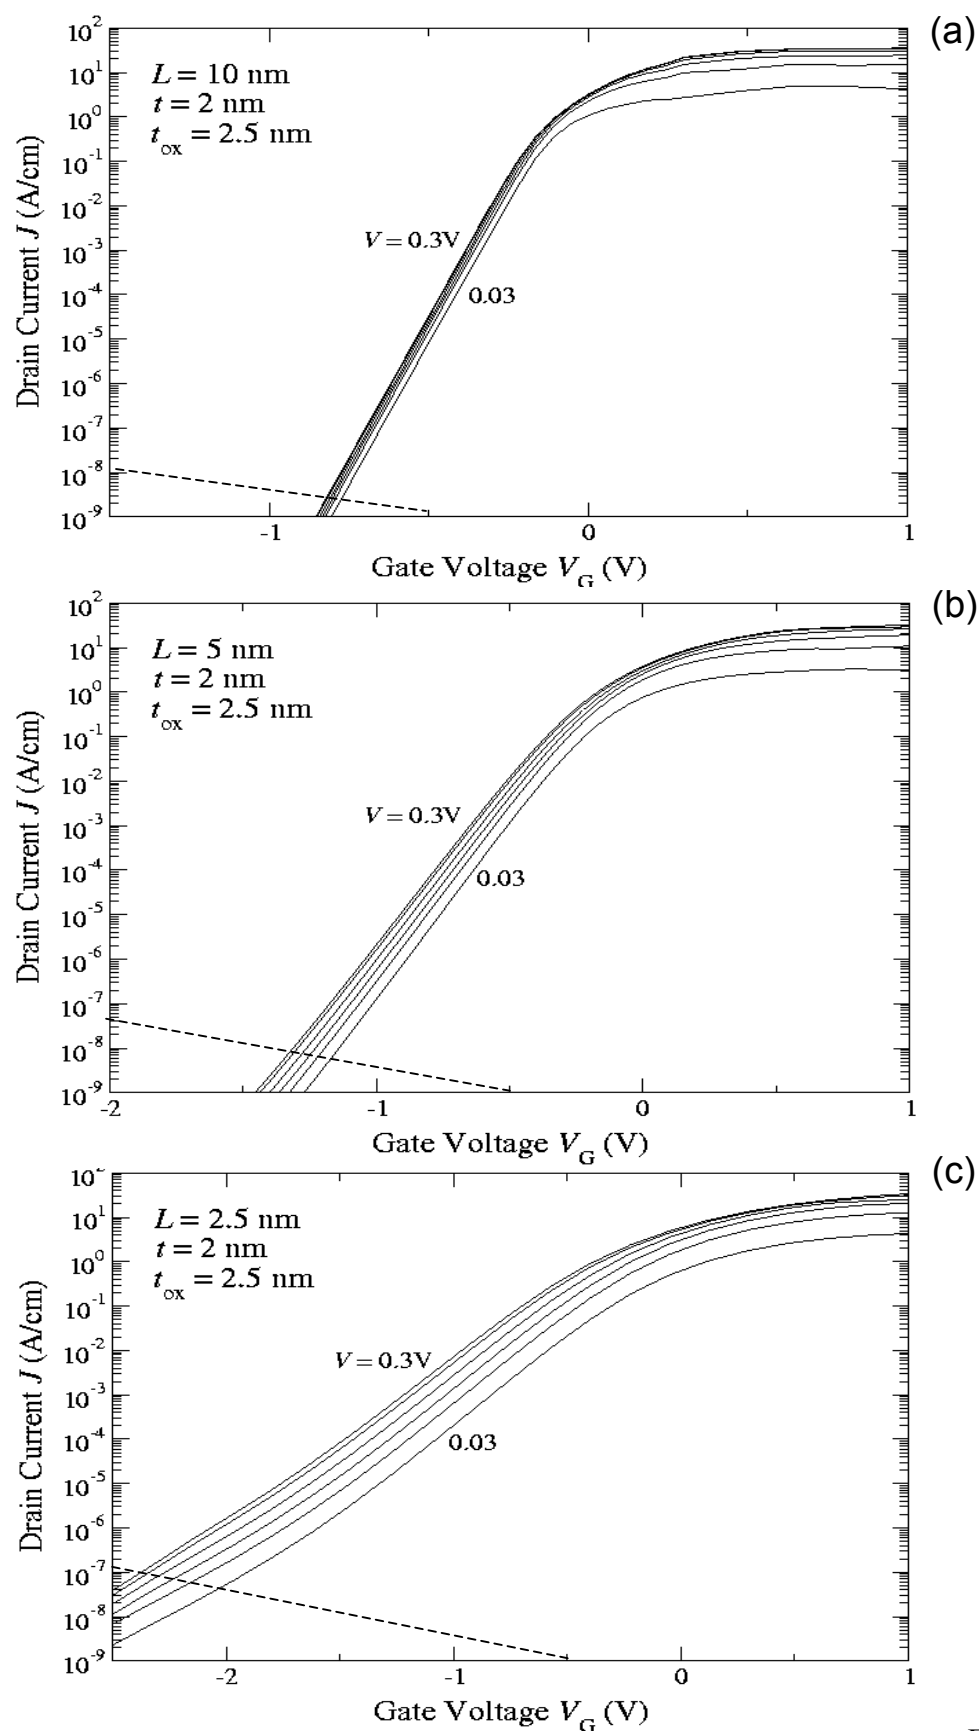 (a)
10²
10¹
10⁰
10⁻¹
10⁻²
10⁻³
10⁻⁴
10⁻⁵
10⁻⁶
10⁻⁷
10⁻⁸
10⁻⁹
Drain Current J (A/cm)
L = 10 nm
t = 2 nm
tₒₓ = 2.5 nm
V = 0.3V
0.03
-1 0 1
Gate Voltage V_G (V)
(b)
10²
10¹
10⁰
10⁻¹
10⁻²
10⁻³
10⁻⁴
10⁻⁵
10⁻⁶
10⁻⁷
10⁻⁸
10⁻⁹
Drain Current J (A/cm)
L = 5 nm
t = 2 nm
tₒₓ = 2.5 nm
V = 0.3V
0.03
-2 -1 0 1
Gate Voltage V_G (V)
(c)
10²
10¹
10⁰
10⁻¹
10⁻²
10⁻³
10⁻⁴
10⁻⁵
10⁻⁶
10⁻⁷
10⁻⁸
10⁻⁹
Drain Current J (A/cm)
L = 2.5 nm
t = 2 nm
tₒₓ = 2.5 nm
V = 0.3V
0.03
-2 -1 0 1
Gate Voltage V_G (V)